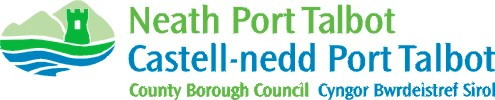 Neath Port Talbot
Castell-nedd Port Talbot
County Borough Council Cyngor Bwrdeistref Sirol